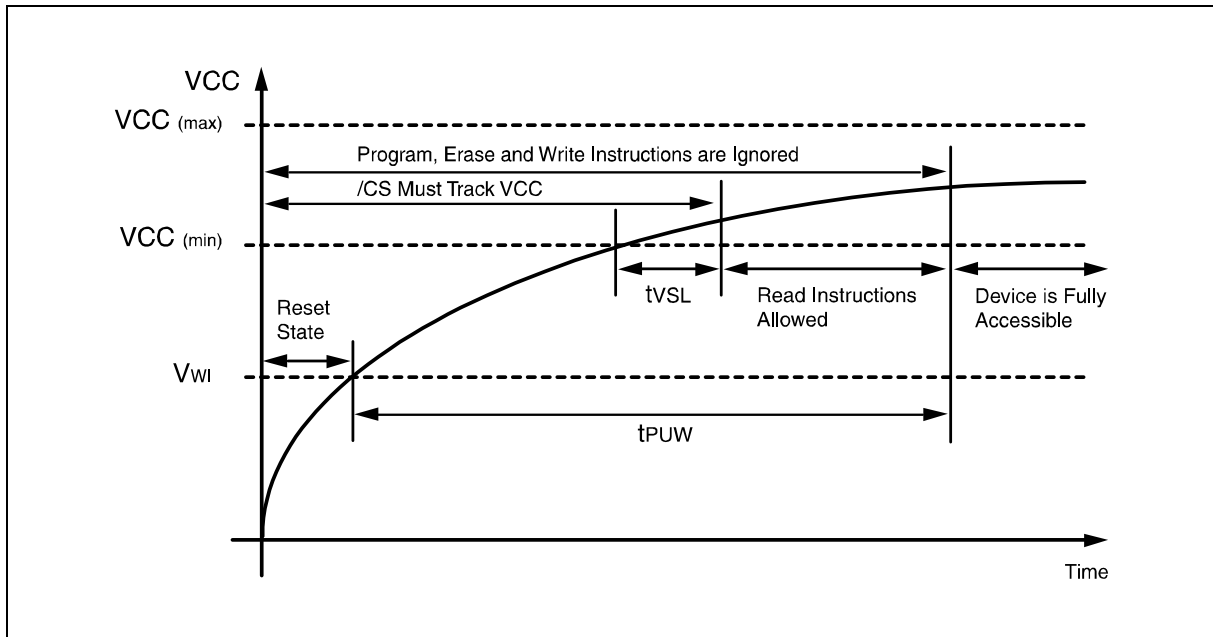 VCC
VCC (max)
Program, Erase and Write Instructions are Ignored
/CS Must Track VCC
VCC (min)
tVSL
Read Instructions
Allowed
Device is Fully
Accessible
Reset
State
VWI
tPUW
Time